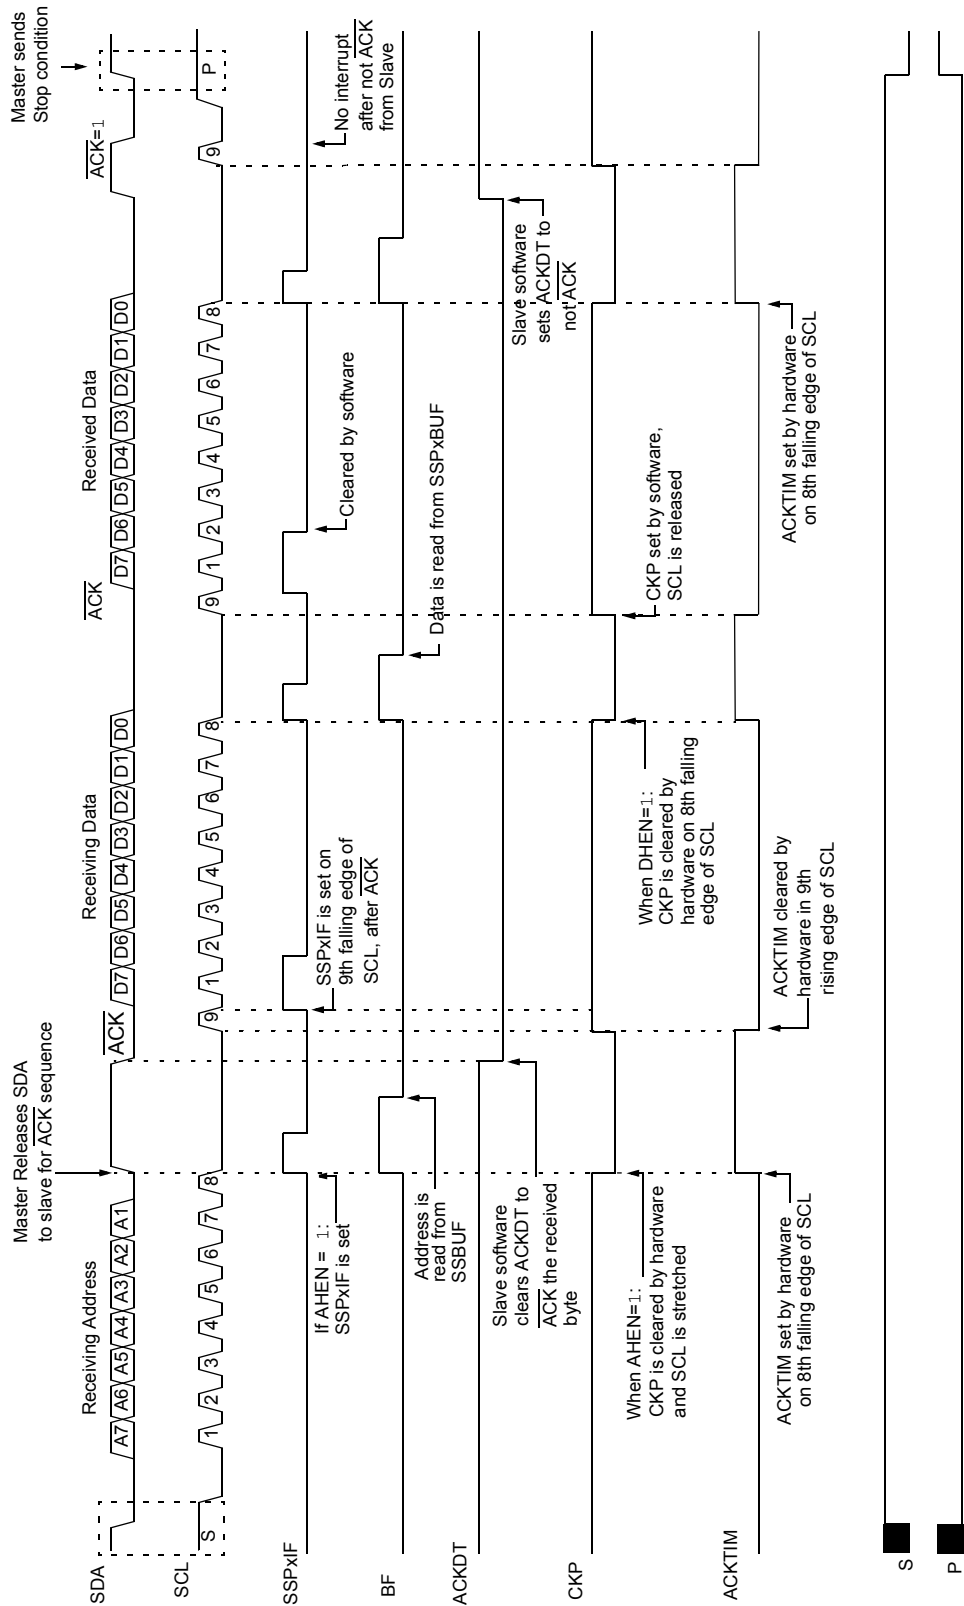 Master Releases SDA
to slave for ACK sequence
Master sends
Stop condition
Receiving Address
Receiving Data
Received Data
ACK
ACK
ACK=1
SDA
A7 A6 A5 A4 A3 A2 A1
D7 D6 D5 D4 D3 D2 D1 D0
D7 D6 D5 D4 D3 D2 D1 D0
SCL
S
1 2 3 4 5 6 7 8
9
1 2 3 4 5 6 7 8
9
1 2 3 4 5 6 7 8
9
P
SSPxIF
If AHEN = 1:
SSPxIF is set
SSPxIF is set on
9th falling edge of
SCL, after ACK
Cleared by software
No interrupt
after not ACK
from Slave
BF
Address is
read from
SSBUF
Data is read from SSPxBUF
ACKDT
Slave software
clears ACKDT to
ACK the received
byte
Slave software
sets ACKDT to
not ACK
CKP
When AHEN=1:
CKP is cleared by hardware
and SCL is stretched
When DHEN=1:
CKP is cleared by
hardware on 8th falling
edge of SCL
CKP set by software,
SCL is released
ACKTIM
ACKTIM set by hardware
on 8th falling edge of SCL
ACKTIM cleared by
hardware in 9th
rising edge of SCL
ACKTIM set by hardware
on 8th falling edge of SCL
S
P